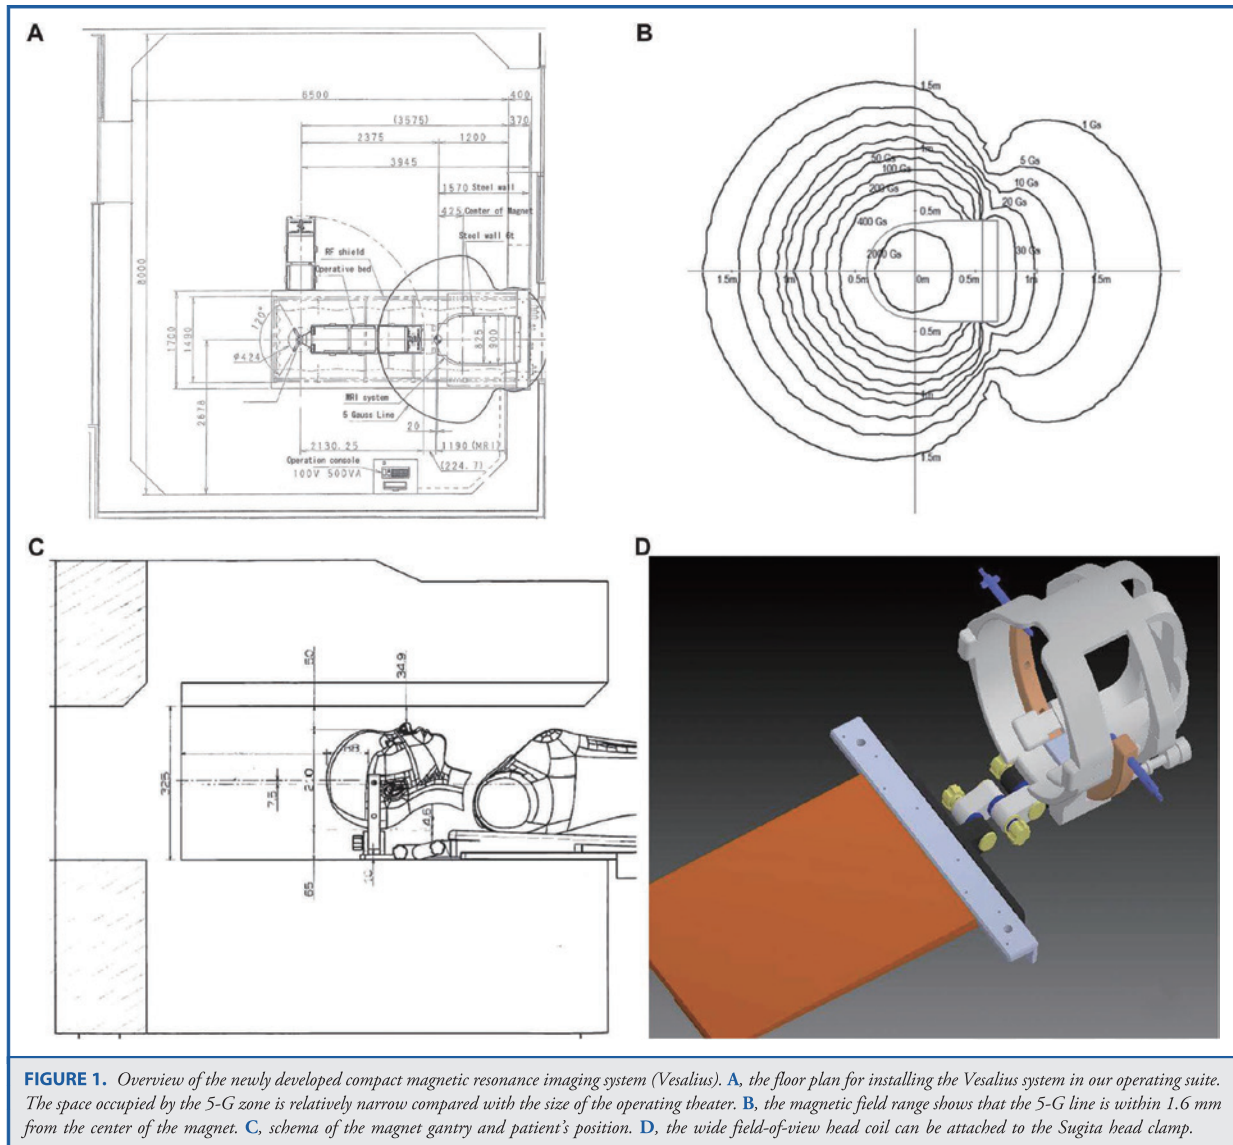 A
6500
400
(3575)
370
2375
1200
3945
1570 Steel wall
425 Center of Magnet
Steel wall 6t
RF shield
Operative bed
8000
120°
1700
1490
ø424
825
900
2678
MRI system
5 Gauss Line
20
2130.25
1190(MRI)
(224.7)
Operation console
100V 500VA
B
1.5m
1 Gs
1m
50 Gs
5 Gs
100 Gs
10 Gs
200 Gs
20 Gs
0.5m
400 Gs
2000 Gs
30 Gs
1.5m
1m
0.5m
0m
0.5m
1m
1.5m
0.5m
1m
1.5m
C
50
34.9
325
7.5
210
4.5
65
D
FIGURE 1. Overview of the newly developed compact magnetic resonance imaging system (Vesalius). A, the floor plan for installing the Vesalius system in our operating suite.
The space occupied by the 5-G zone is relatively narrow compared with the size of the operating theater. B, the magnetic field range shows that the 5-G line is within 1.6 mm
from the center of the magnet. C, schema of the magnet gantry and patient's position. D, the wide field-of-view head coil can be attached to the Sugita head clamp.